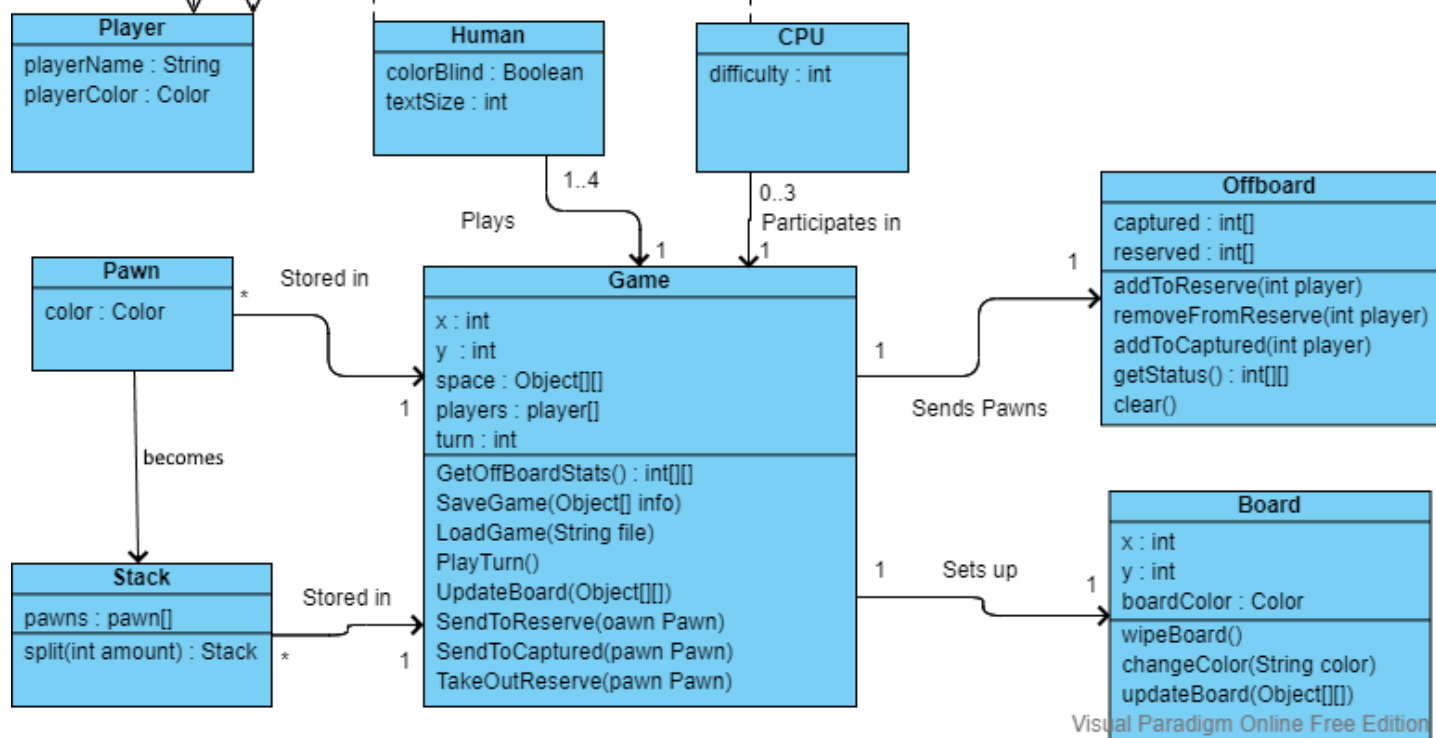 Player
playerName : String
playerColor : Color
Human
colorBlind : Boolean
textSize : int
CPU
difficulty : int
1..4
Plays
1
0..3
Participates in
1
Offboard
captured : int[]
reserved : int[]
addToReserve(int player)
removeFromReserve(int player)
addToCaptured(int player)
getStatus() : int[][]
clear()
Pawn
color : Color
*
Stored in
1
Game
x : int
y : int
space : Object[][]
players : player[]
turn : int
GetOffBoardStats() : int[][]
SaveGame(Object[] info)
LoadGame(String file)
PlayTurn()
UpdateBoard(Object[][])
SendToReserve(oawn Pawn)
SendToCaptured(pawn Pawn)
TakeOutReserve(pawn Pawn)
1
1
Sends Pawns
becomes
Stack
pawns : pawn[]
split(int amount) : Stack
Stored in
*
1
1
Sets up
1
Board
x : int
y : int
boardColor : Color
wipeBoard()
changeColor(String color)
updateBoard(Object[][])
Visual Paradigm Online Free Edition